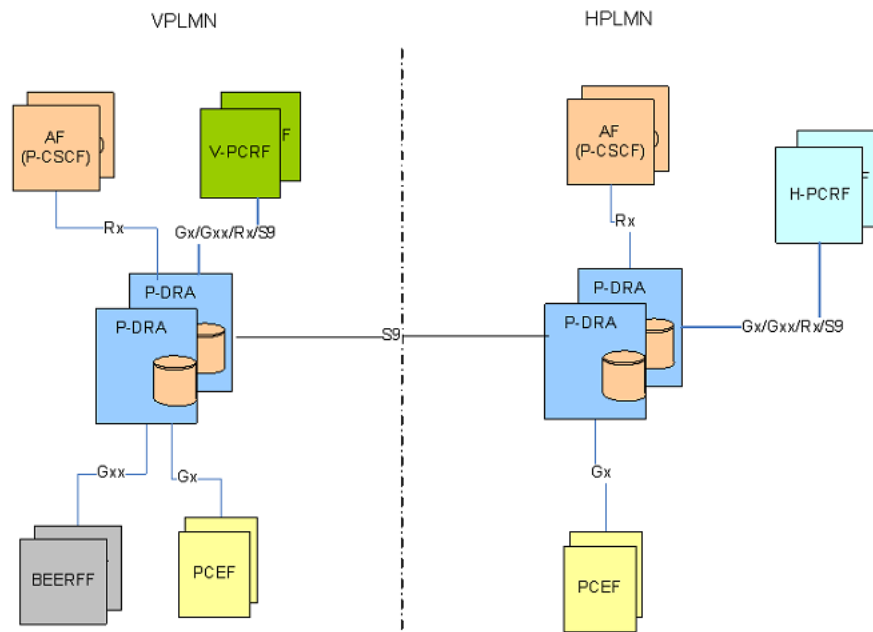 VPLMN
HPLMN
AF
(P-CSCF)
)
V-PCRF
F
Rx
Gx/Gxx/Rx/S9
P-DRA
P-DRA
Gxx
Gx
BEERFF
PCEF
S9
AF
(P-CSCF)
)
H-PCRF
Rx
P-DRA
P-DRA
Gx/Gxx/Rx/S9
Gx
PCEF